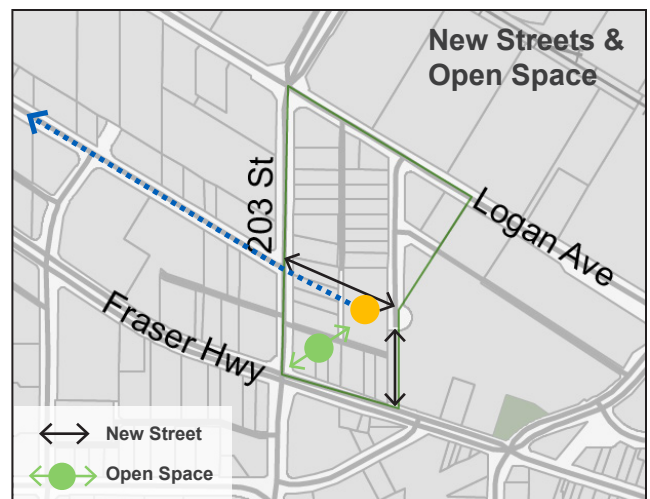 New Streets &
Open Space
203 St
Logan Ave
Fraser Hwy
New Street
Open Space